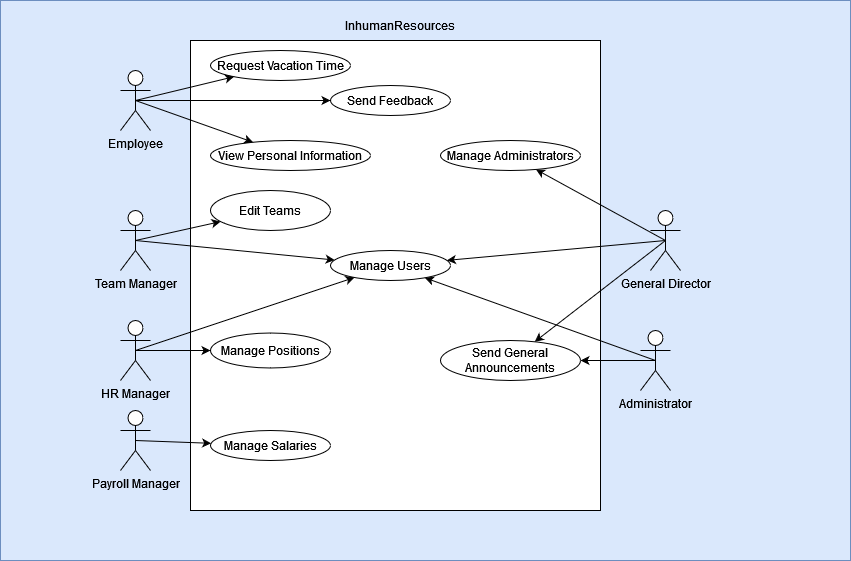 InhumanResources
Request Vacation Time
Send Feedback
Employee
View Personal Information
Manage Administrators
Edit Teams
Team Manager
Manage Users
General Director
Manage Positions
Send General
Announcements
HR Manager
Administrator
Manage Salaries
Payroll Manager